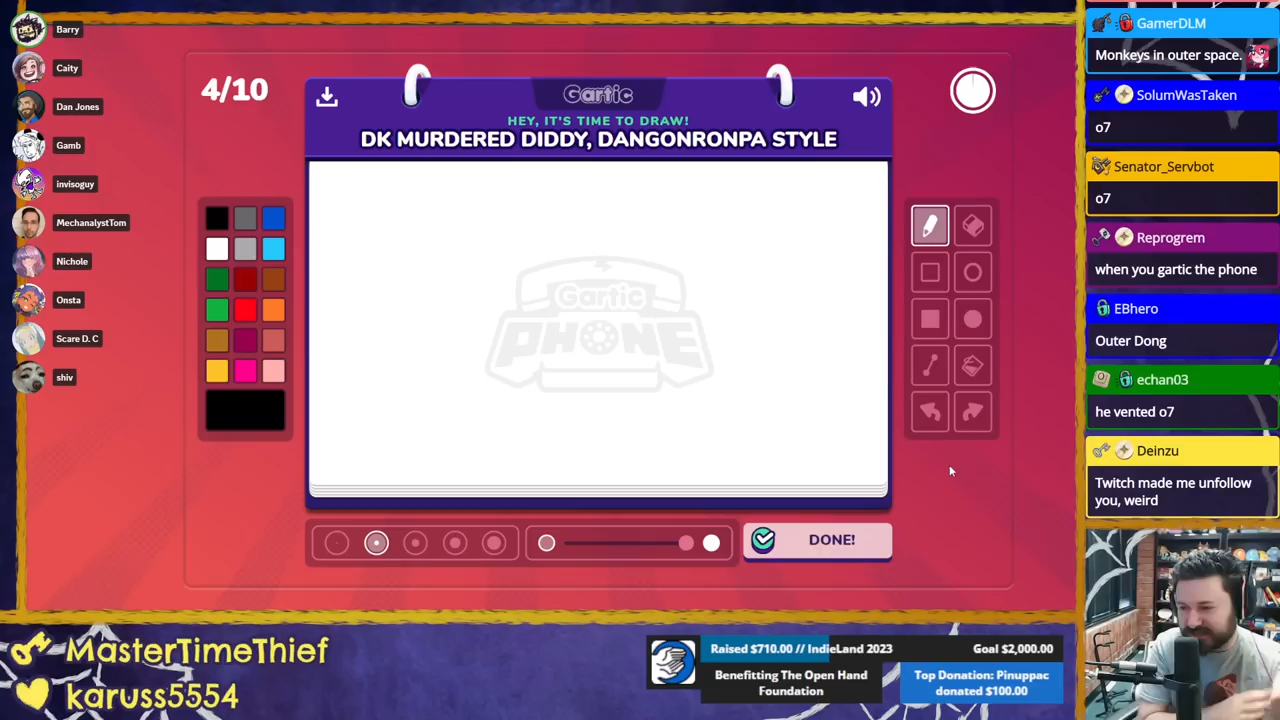 Barry
Caity
Dan Jones
Gamb
invisoguy
MechanalystTom
Nichole
Onsta
Scare D. C
shiv
4/10
Gartic
HEY, IT'S TIME TO DRAW!
DK MURDERED DIDDY, DANGONRONPA STYLE
Gartic
PHONE
DONE!
GamerDLM
Monkeys in outer space.
SolumWasTaken
o7
Senator_Servbot
o7
Reprogrem
when you gartic the phone
EBhero
Outer Dong
echan03
he vented o7
Deinzu
Twitch made me unfollow
you, weird
MasterTimeThief
karuss5554
Raised $710.00 // IndieLand 2023
Goal $2,000.00
Benefitting The Open Hand
Foundation
Top Donation: Pinuppac
donated $100.00